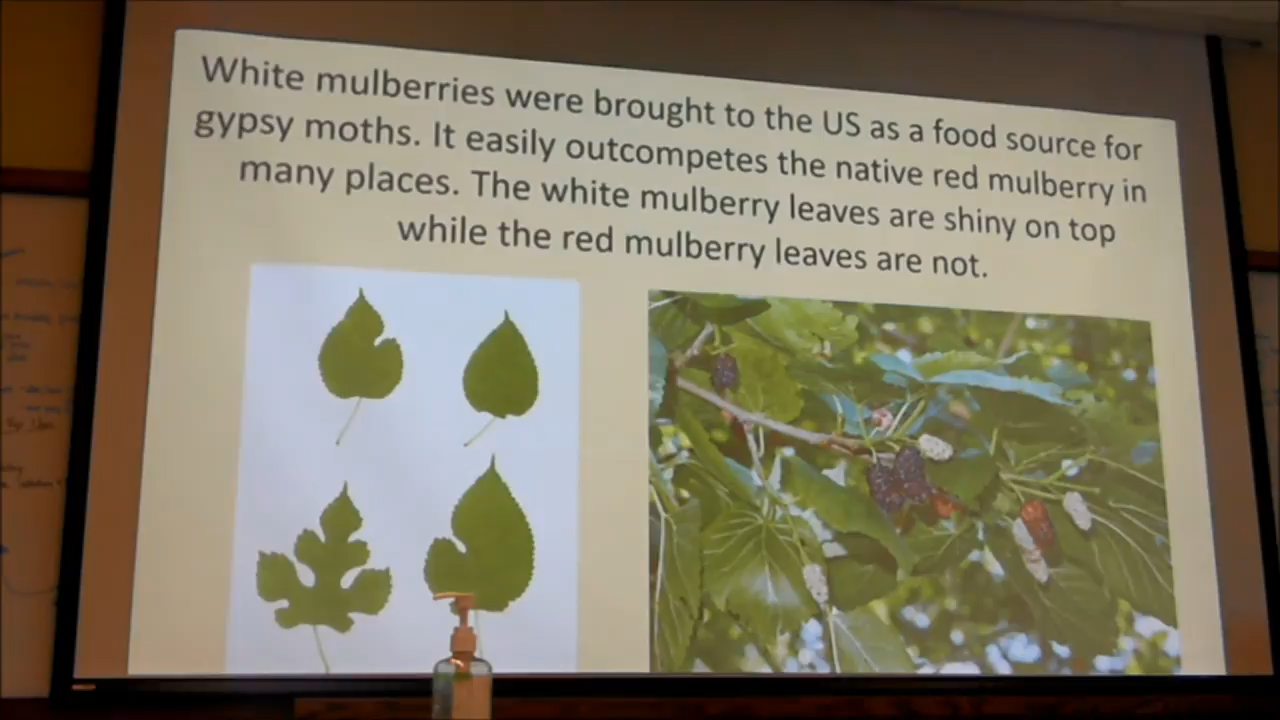 White mulberries were brought to the US as a food source for
gypsy moths. It easily outcompetes the native red mulberry in
many places. The white mulberry leaves are shiny on top
while the red mulberry leaves are not.